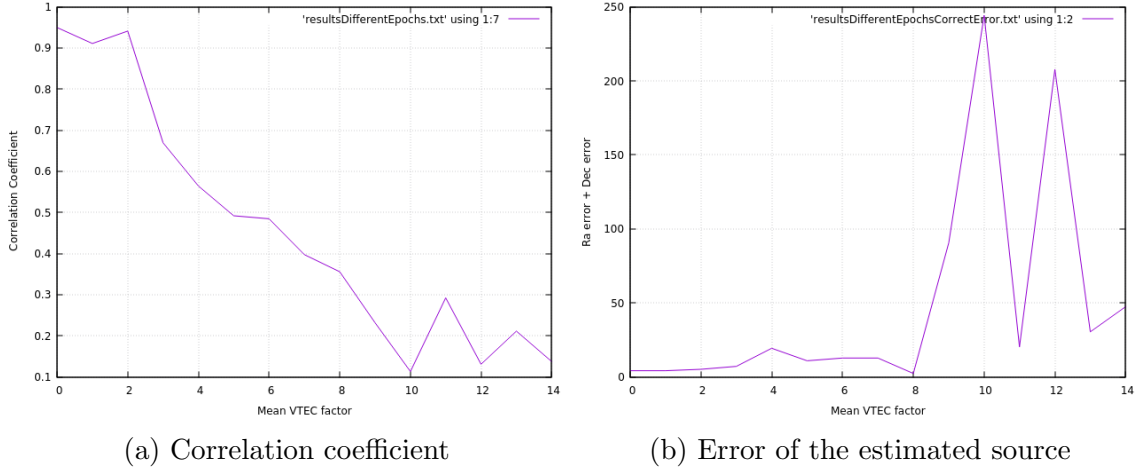 'resultsDifferentEpochs.txt' using 1:7
1
0.9
0.8
0.7
0.6
0.5
0.4
0.3
0.2
0.1
Correlation Coefficient
0 2 4 6 8 10 12 14
Mean VTEC factor
(a) Correlation coefficient
'resultsDifferentEpochsCorrectError.txt' using 1:2
250
200
150
100
50
0
Ra error + Dec error
0 2 4 6 8 10 12 14
Mean VTEC factor
(b) Error of the estimated source